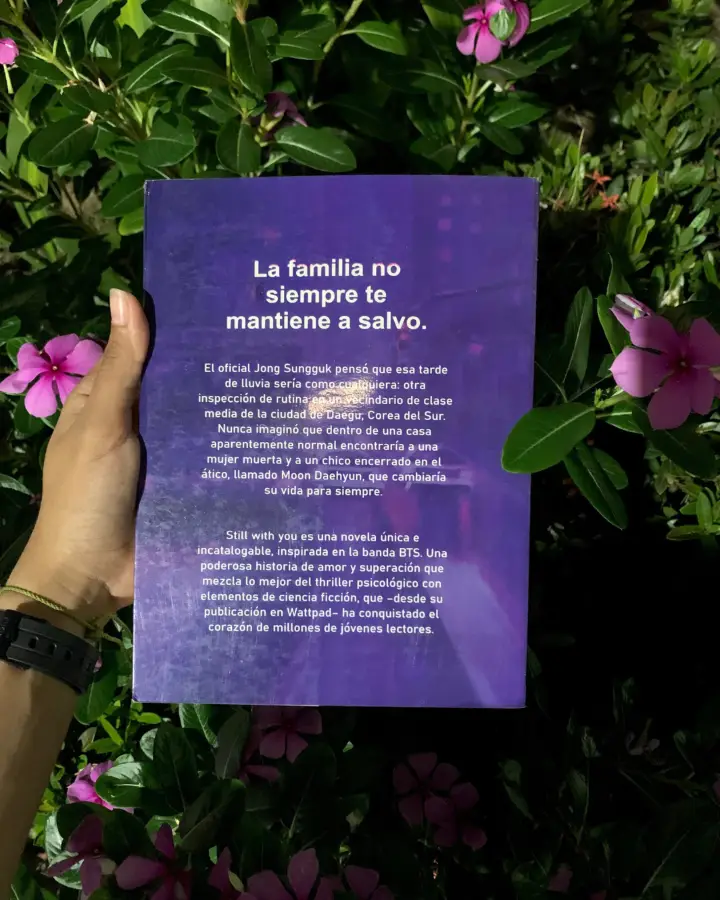 La familia no
siempre te
mantiene a salvo.
El oficial Jong Sungguk pensó que esa tarde
de lluvia sería como cualquiera: otra
inspección de rutina en un vecindario de clase
media de la ciudad de Daegu, Corea del Sur.
Nunca imaginó que dentro de una casa
aparentemente normal encontraría a una
mujer muerta y a un chico encerrado en el
ático, llamado Moon Daehyun, que cambiaría
su vida para siempre.
Still with you es una novela única e
incatalogable, inspirada en la banda BTS. Una
poderosa historia de amor y superación que
mezcla lo mejor del thriller psicológico con
elementos de ciencia ficción, que –desde su
publicación en Wattpad– ha conquistado el
corazón de millones de jóvenes lectores.